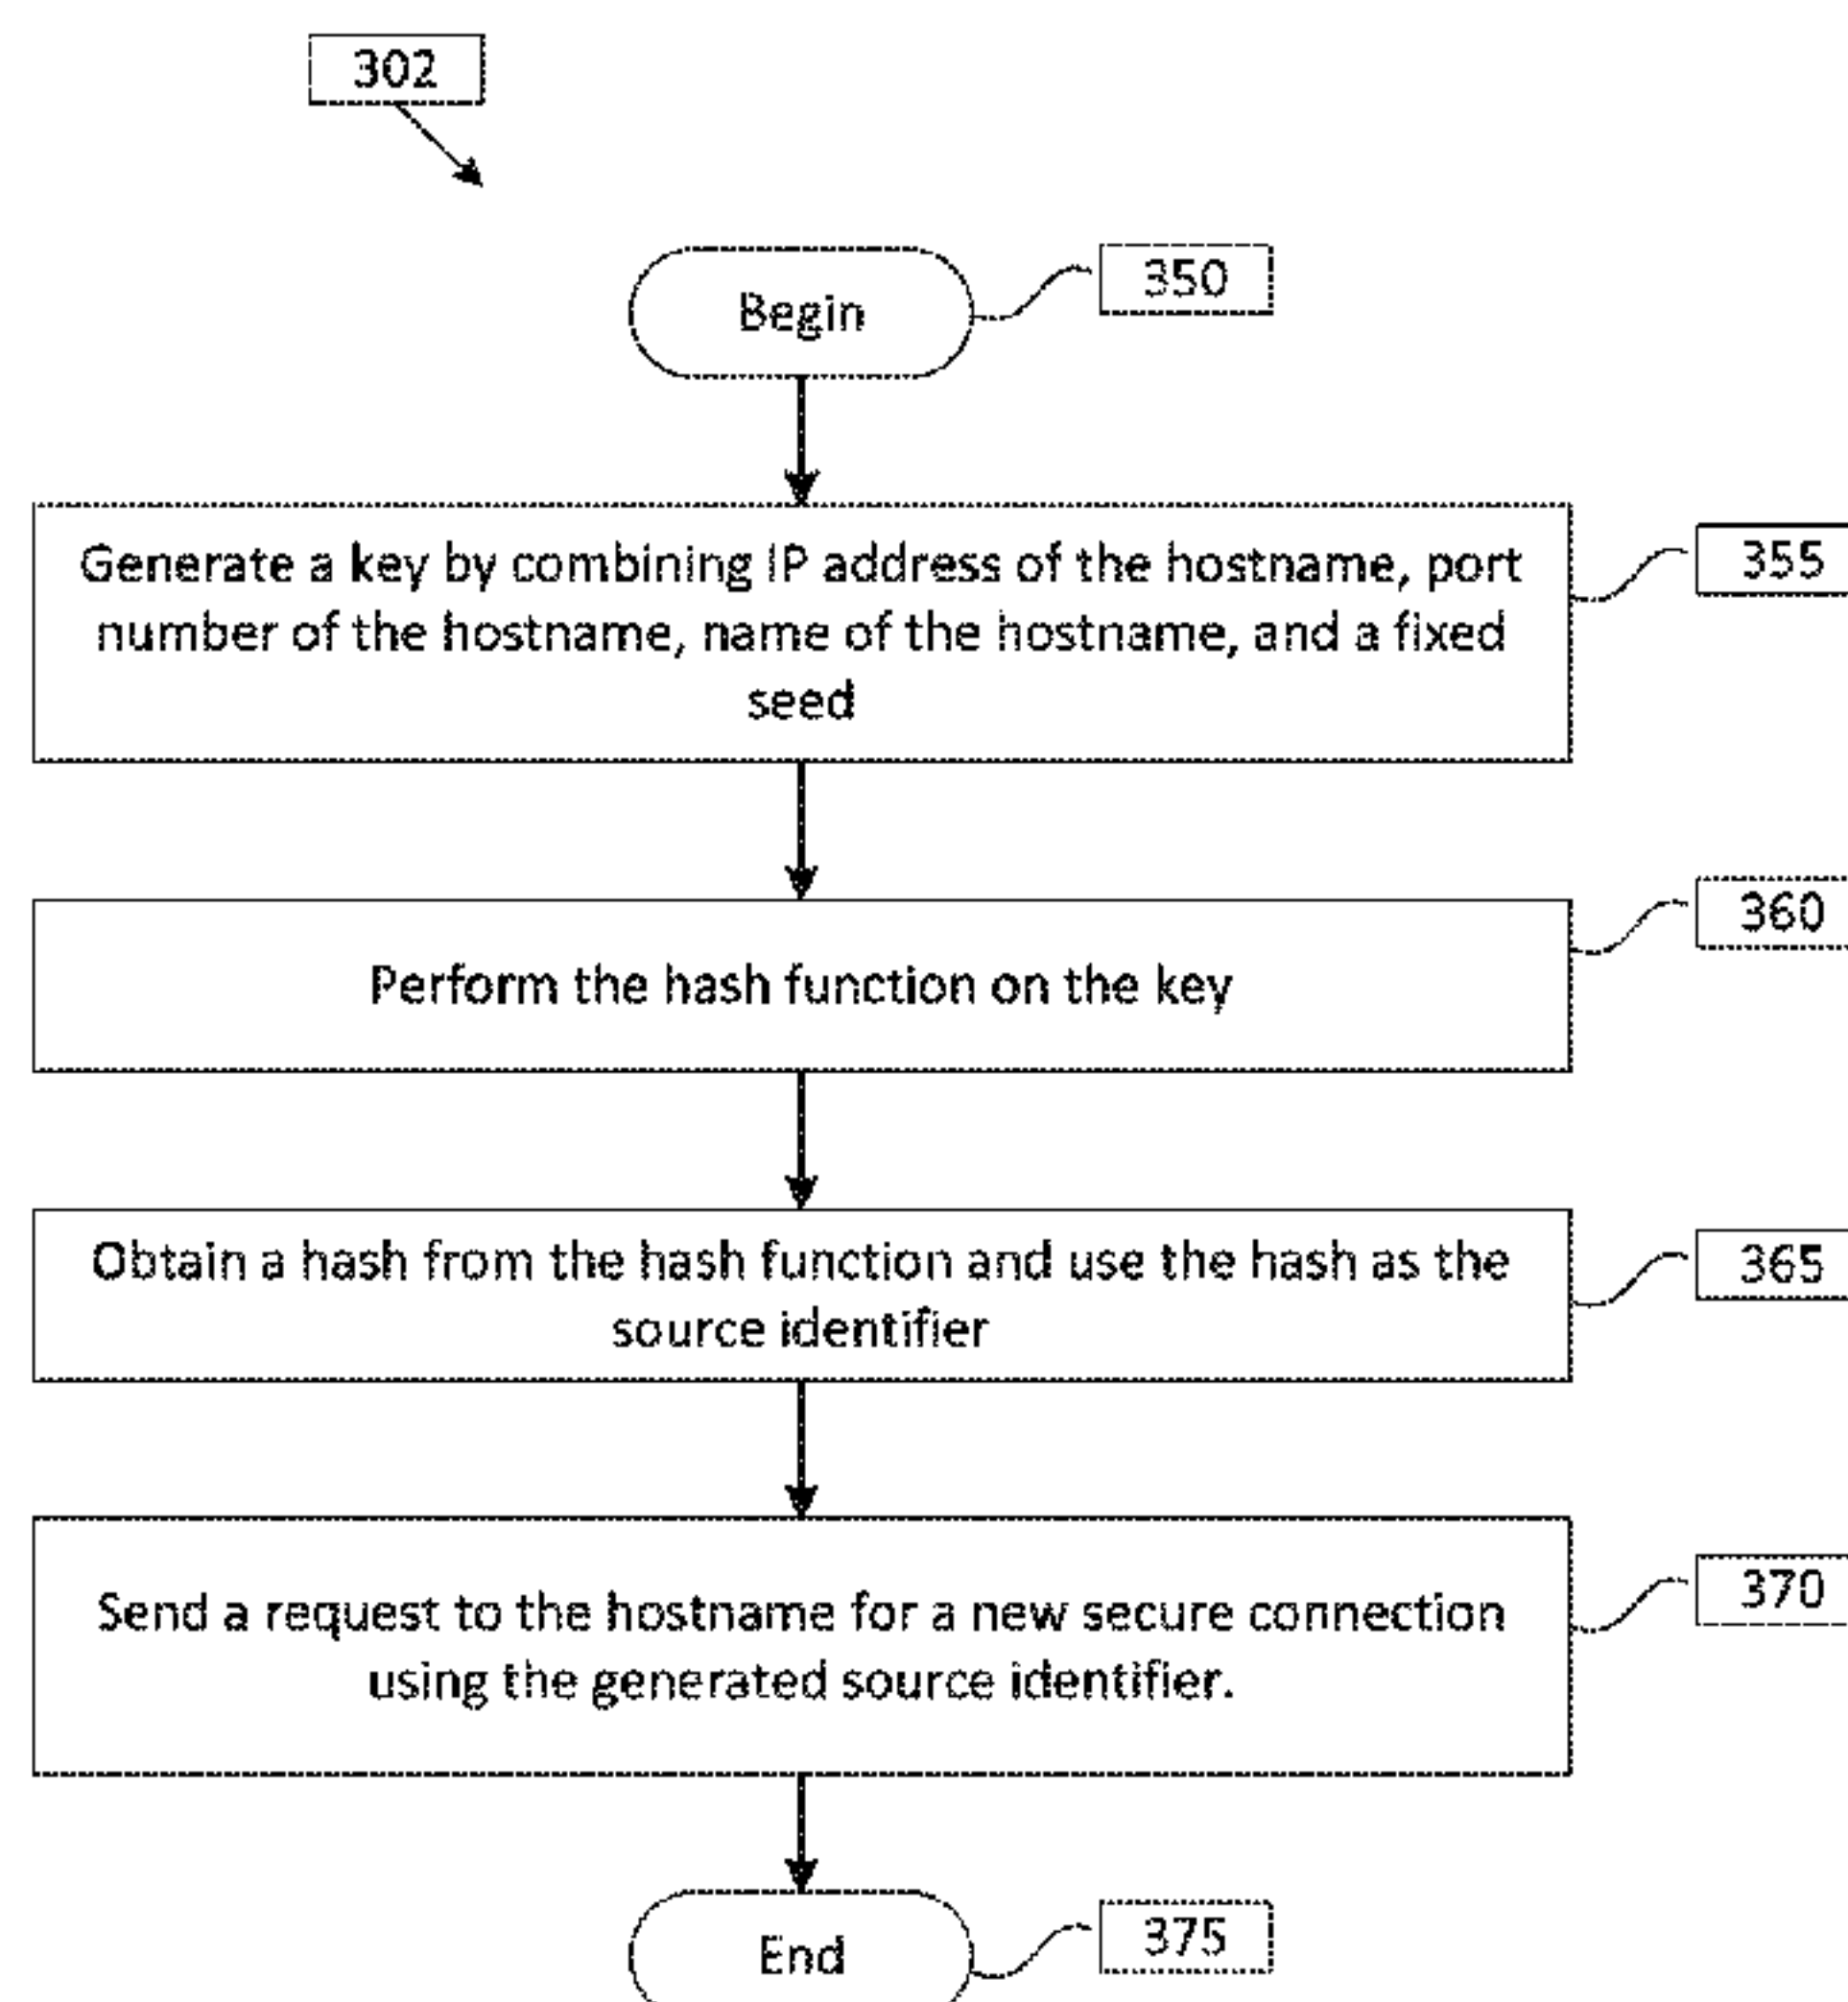 302
Begin
350
Generate a key by combining IP address of the hostname, port
number of the hostname, name of the hostname, and a fixed
seed
355
Perform the hash function on the key
360
Obtain a hash from the hash function and use the hash as the
source identifier
365
Send a request to the hostname for a new secure connection
using the generated source identifier.
370
End
375